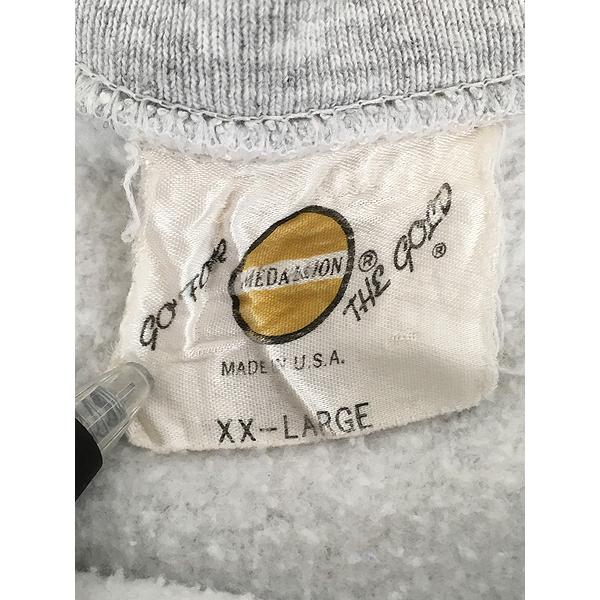 GO FOR
MEDALLION ®
THE GOLD ®
MADE IN U.S.A.
XX-LARGE